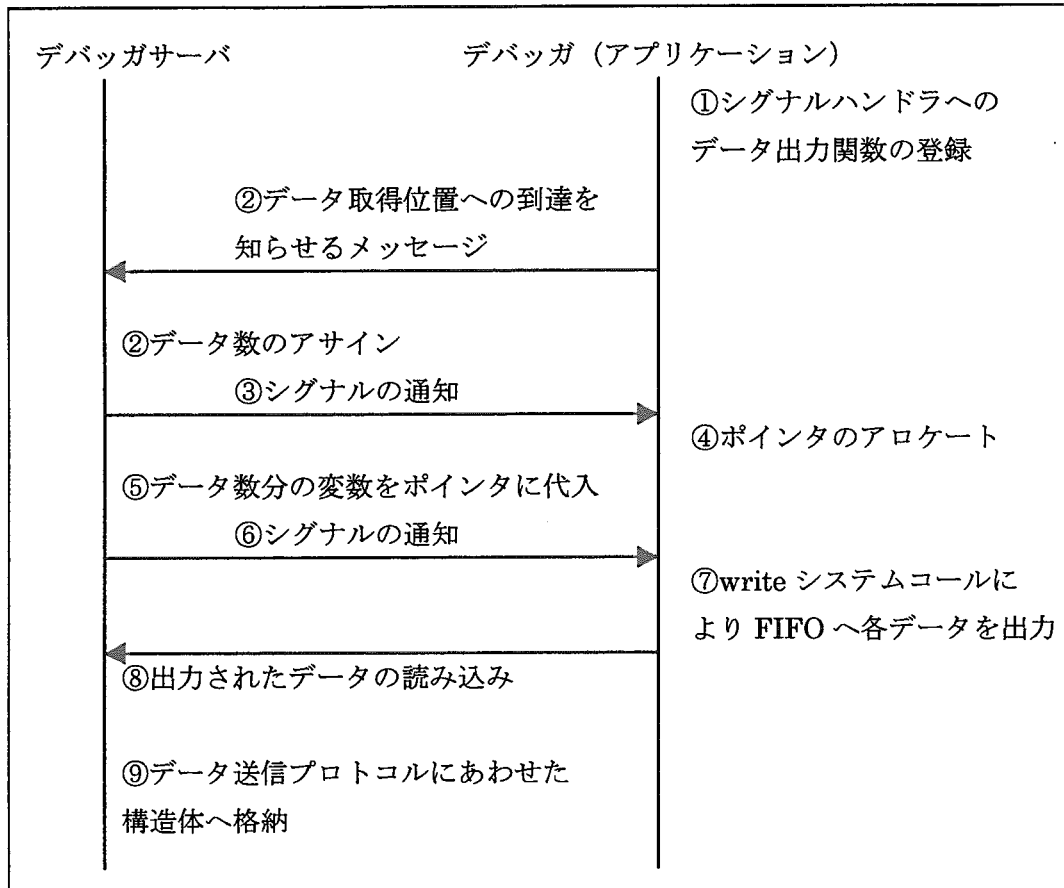 デバッガサーバ
デバッガ（アプリケーション）
①シグナルハンドラへの
データ出力関数の登録
②データ取得位置への到達を
知らせるメッセージ
②データ数のアサイン
③シグナルの通知
④ポインタのアロケート
⑤データ数分の変数をポインタに代入
⑥シグナルの通知
⑦write システムコールに
より FIFO へ各データを出力
⑧出力されたデータの読み込み
⑨データ送信プロトコルにあわせた
構造体へ格納